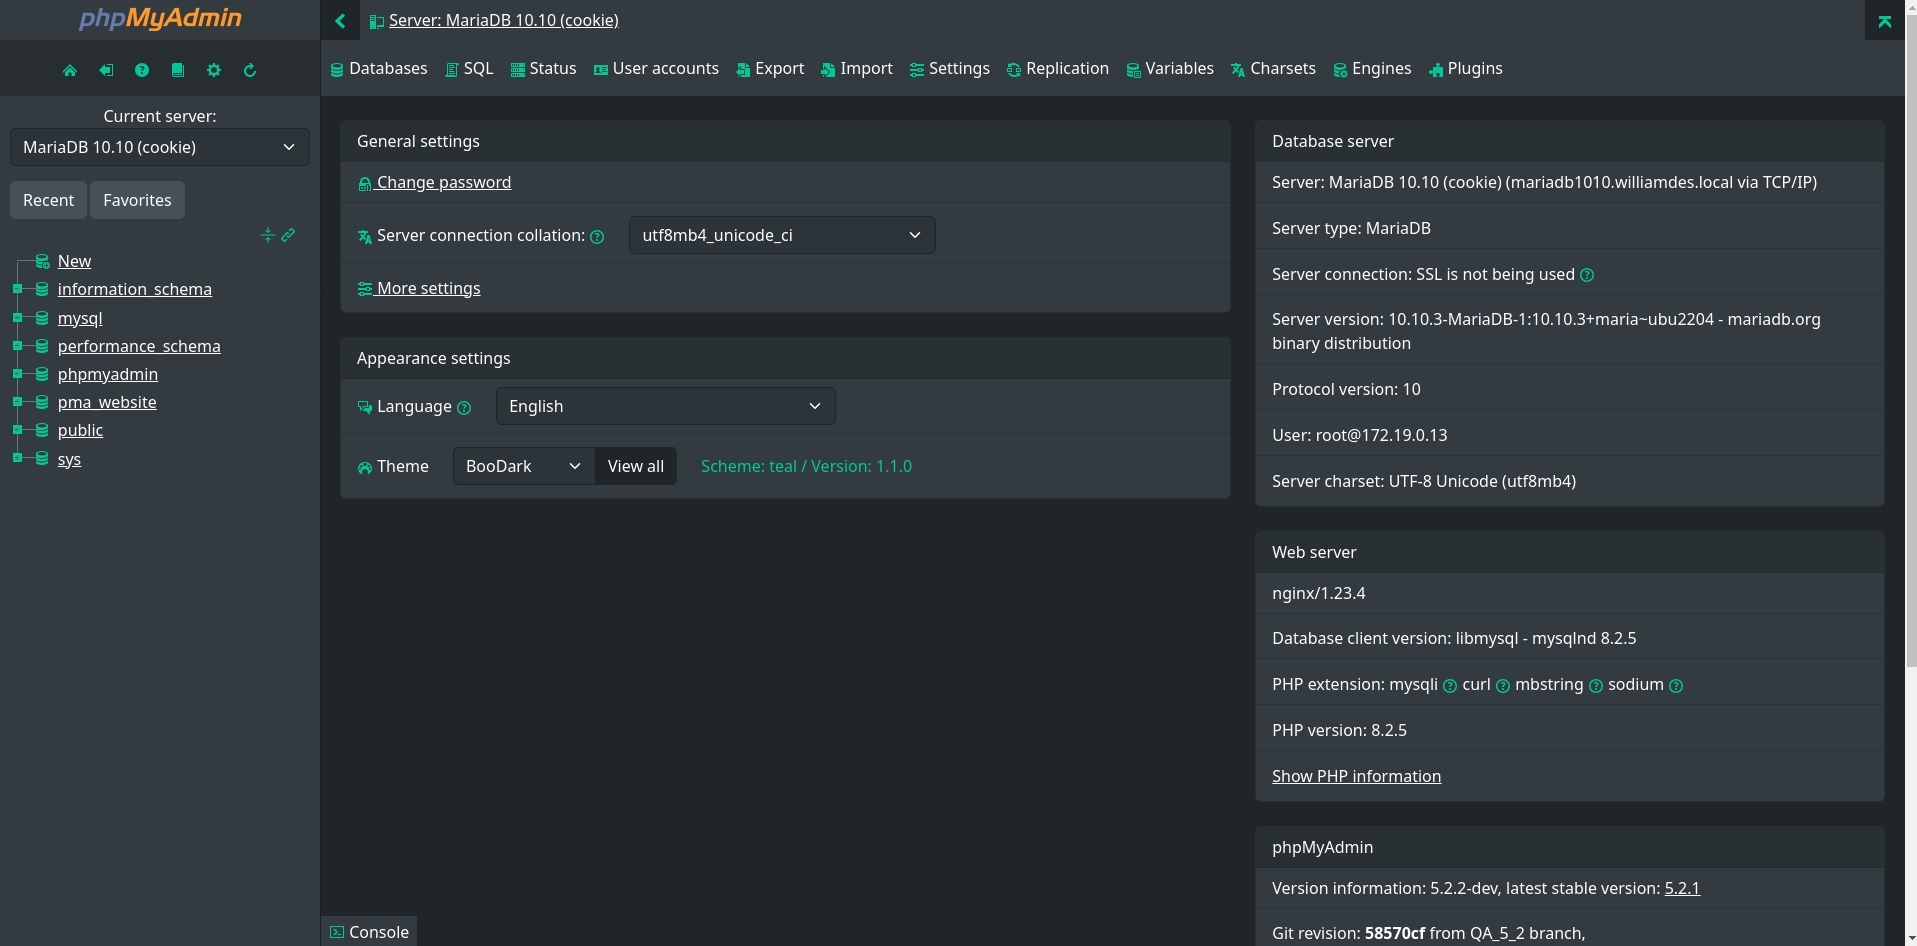 phpMyAdmin
Current server:
MariaDB 10.10 (cookie)
Recent
Favorites
New
information_schema
mysql
performance_schema
phpmyadmin
pma_website
public
sys
Server: MariaDB 10.10 (cookie)
Databases
SQL
Status
User accounts
Export
Import
Settings
Replication
Variables
Charsets
Engines
Plugins
General settings
Change password
Server connection collation:
utf8mb4_unicode_ci
More settings
Appearance settings
Language
English
Theme
BooDark
View all
Scheme: teal / Version: 1.1.0
Database server
Server: MariaDB 10.10 (cookie) (mariadb1010.williamdes.local via TCP/IP)
Server type: MariaDB
Server connection: SSL is not being used
Server version: 10.10.3-MariaDB-1:10.10.3+maria~ubu2204 - mariadb.org
binary distribution
Protocol version: 10
User: root@172.19.0.13
Server charset: UTF-8 Unicode (utf8mb4)
Web server
nginx/1.23.4
Database client version: libmysql - mysqlnd 8.2.5
PHP extension: mysqli curl mbstring sodium
PHP version: 8.2.5
Show PHP information
phpMyAdmin
Version information: 5.2.2-dev, latest stable version: 5.2.1
Git revision: 58570cf from QA_5_2 branch,
Console